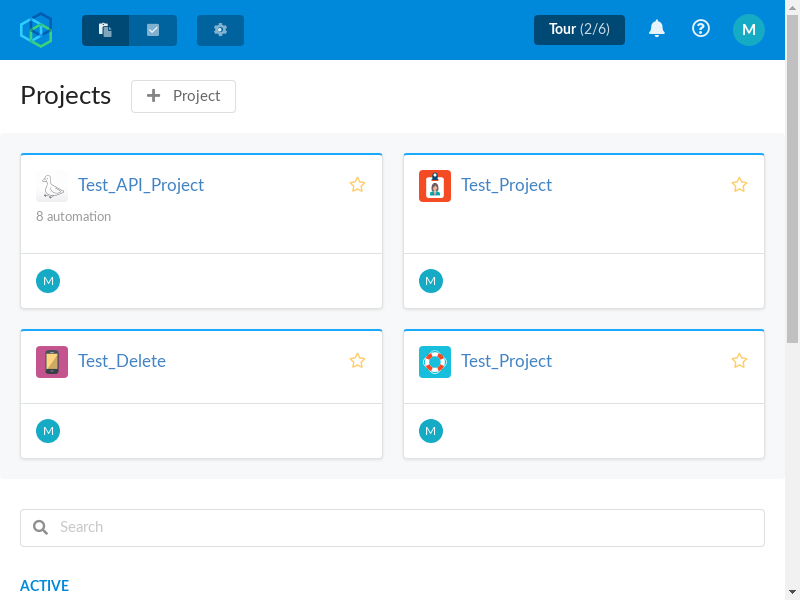 Tour (2/6)
M
Projects
Project
Test_API_Project
8 automation
M
Test_Project
M
Test_Delete
M
Test_Project
M
Search
ACTIVE